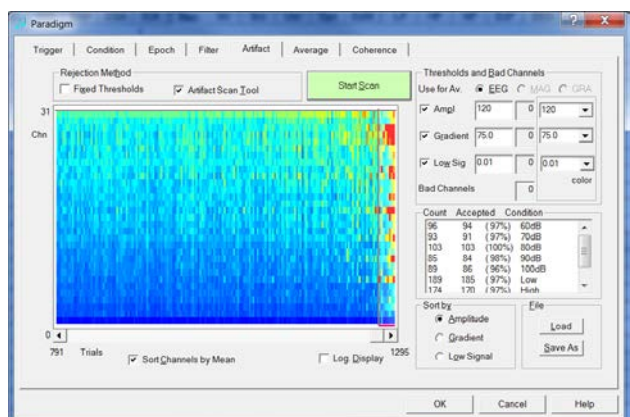 Paradigm
Trigger Condition Epoch Filter Artifact Average Coherence
Rejection Method
Fixed Thresholds Artifact Scan Tool
Start Scan
31
Chn
0
791 Trials 1295
Sort Channels by Mean Log. Display
Thresholds and Bad Channels
Use for Av. EEG MAG GRA
Ampl 120 0 120
Gradient 75.0 0 75.0
Low Sig 0.01 0 0.01
Bad Channels 0 color
Count Accepted Condition
96 94 (97%) 60dB
93 91 (97%) 70dB
103 103 (100%) 80dB
85 84 (98%) 90dB
89 86 (96%) 100dB
189 185 (97%) Low
174 170 (97%) High
Sort by
Amplitude
Gradient
Low Signal
File
Load
Save As
OK Cancel Help